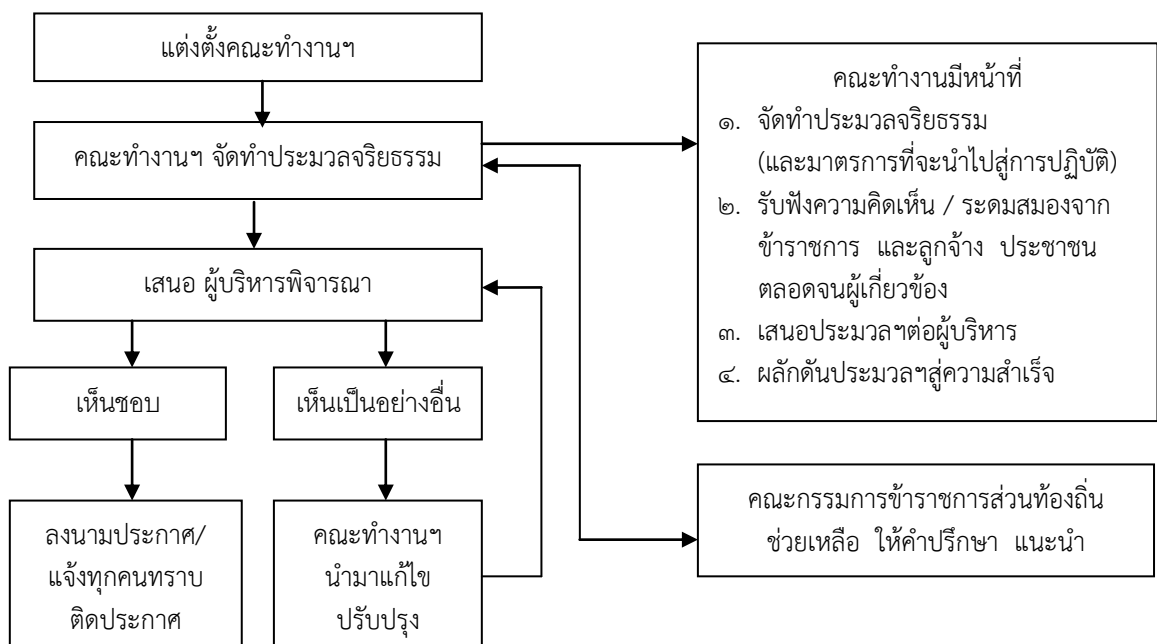 แต่งตั้งคณะทำงานฯ
คณะทำงานฯ จัดทำประมวลจริยธรรม
เสนอ ผู้บริหารพิจารณา
เห็นชอบ
เห็นเป็นอย่างอื่น
ลงนามประกาศ/
แจ้งทุกคนทราบ
ติดประกาศ
คณะทำงานฯ
นำมาแก้ไข
ปรับปรุง
คณะทำงานมีหน้าที่
๑. จัดทำประมวลจริยธรรม
(และมาตรการที่จะนำไปสู่การปฏิบัติ)
๒. รับฟังความคิดเห็น / ระดมสมองจาก
ข้าราชการ และลูกจ้าง ประชาชน
ตลอดจนผู้เกี่ยวข้อง
๓. เสนอประมวลฯต่อผู้บริหาร
๔. ผลักดันประมวลฯสู่ความสำเร็จ
คณะกรรมการข้าราชการส่วนท้องถิ่น
ช่วยเหลือ ให้คำปรึกษา แนะนำ